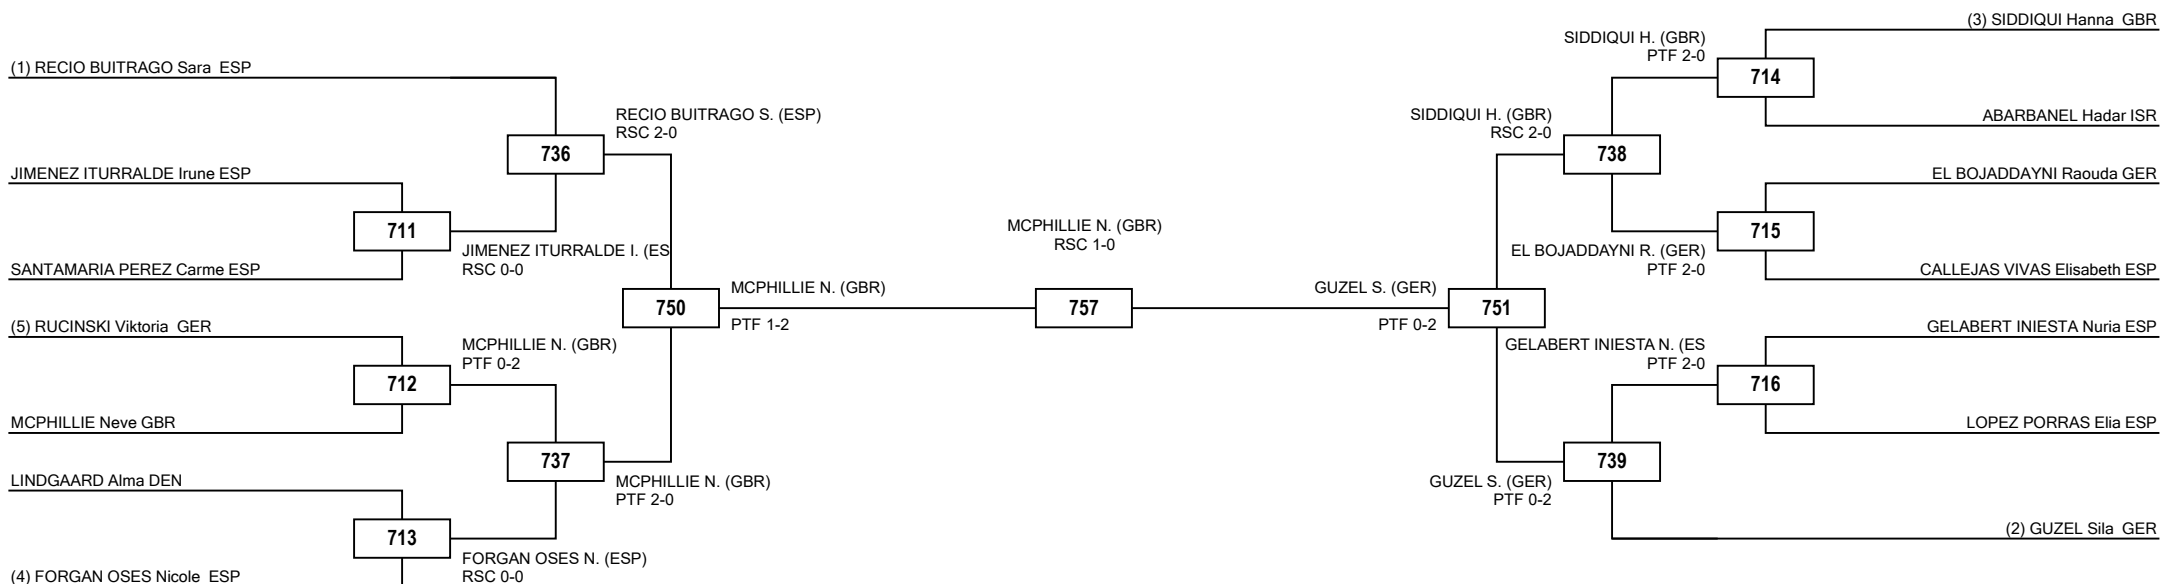 (3) SIDDIQUI Hanna  GBR
SIDDIQUI H. (GBR)
PTF 2-0
714
(1) RECIO BUITRAGO Sara  ESP
ABARBANEL Hadar ISR
RECIO BUITRAGO S. (ESP)
RSC 2-0
SIDDIQUI H. (GBR)
RSC 2-0
736
738
JIMENEZ ITURRALDE Irune ESP
EL BOJADDAYNI Raouda GER
711
715
MCPHILLIE N. (GBR)
RSC 1-0
JIMENEZ ITURRALDE I. (ES
RSC 0-0
EL BOJADDAYNI R. (GER)
PTF 2-0
SANTAMARIA PEREZ Carme ESP
CALLEJAS VIVAS Elisabeth ESP
750
MCPHILLIE N. (GBR)
PTF 1-2
757
GUZEL S. (GER)
PTF 0-2
751
(5) RUCINSKI Viktoria  GER
GELABERT INIESTA Nuria ESP
MCPHILLIE N. (GBR)
PTF 0-2
GELABERT INIESTA N. (ES
PTF 2-0
712
716
MCPHILLIE Neve GBR
LOPEZ PORRAS Elia ESP
737
739
LINDGAARD Alma DEN
MCPHILLIE N. (GBR)
PTF 2-0
GUZEL S. (GER)
PTF 0-2
713
(2) GUZEL Sila  GER
FORGAN OSES N. (ESP)
RSC 0-0
(4) FORGAN OSES Nicole  ESP